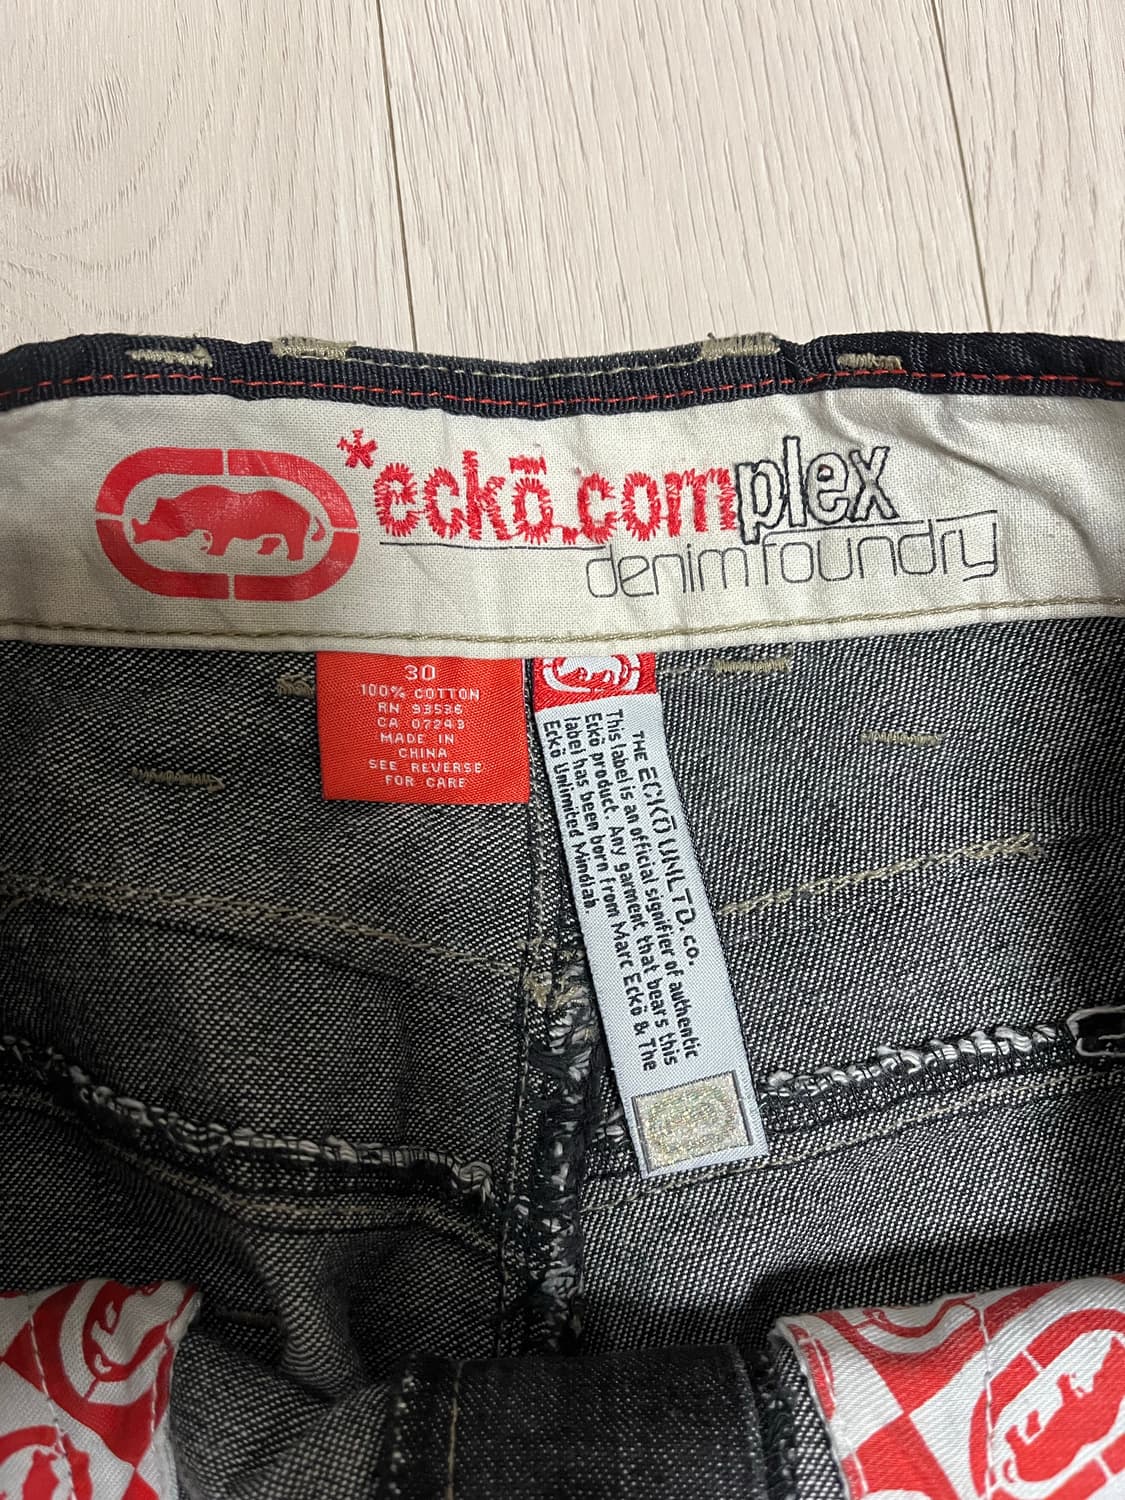 *eckō.complex
denim foundry
30
100% COTTON
RN 93536
CA 07243
MADE IN
CHINA
SEE REVERSE
FOR CARE
THE ECKŌ UNLTD. CO.
This label is an official signifier of authentic
Eckō product. Any garment that bears this
label has been born from Marc Eckō & The
Eckō Unlimited Mindlab.